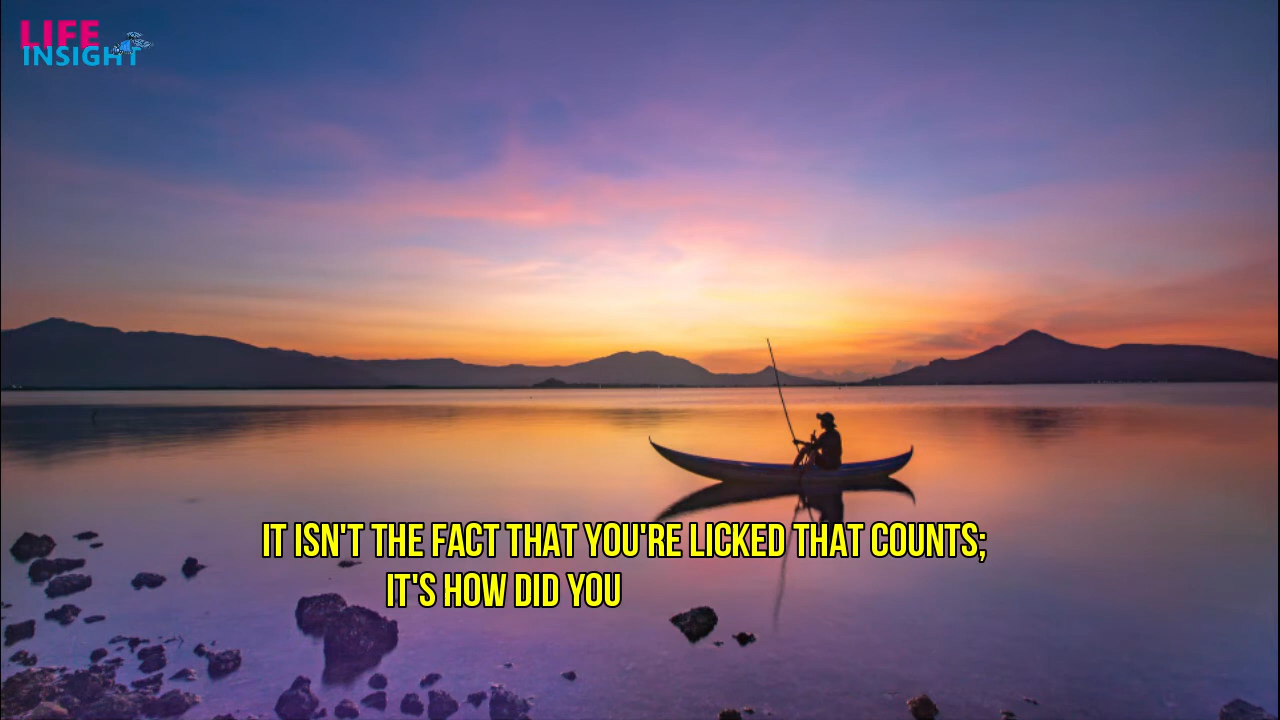 LIFE
INSIGHT
IT ISN'T THE FACT THAT YOU'RE LICKED THAT COUNTS;
IT'S HOW DID YOU